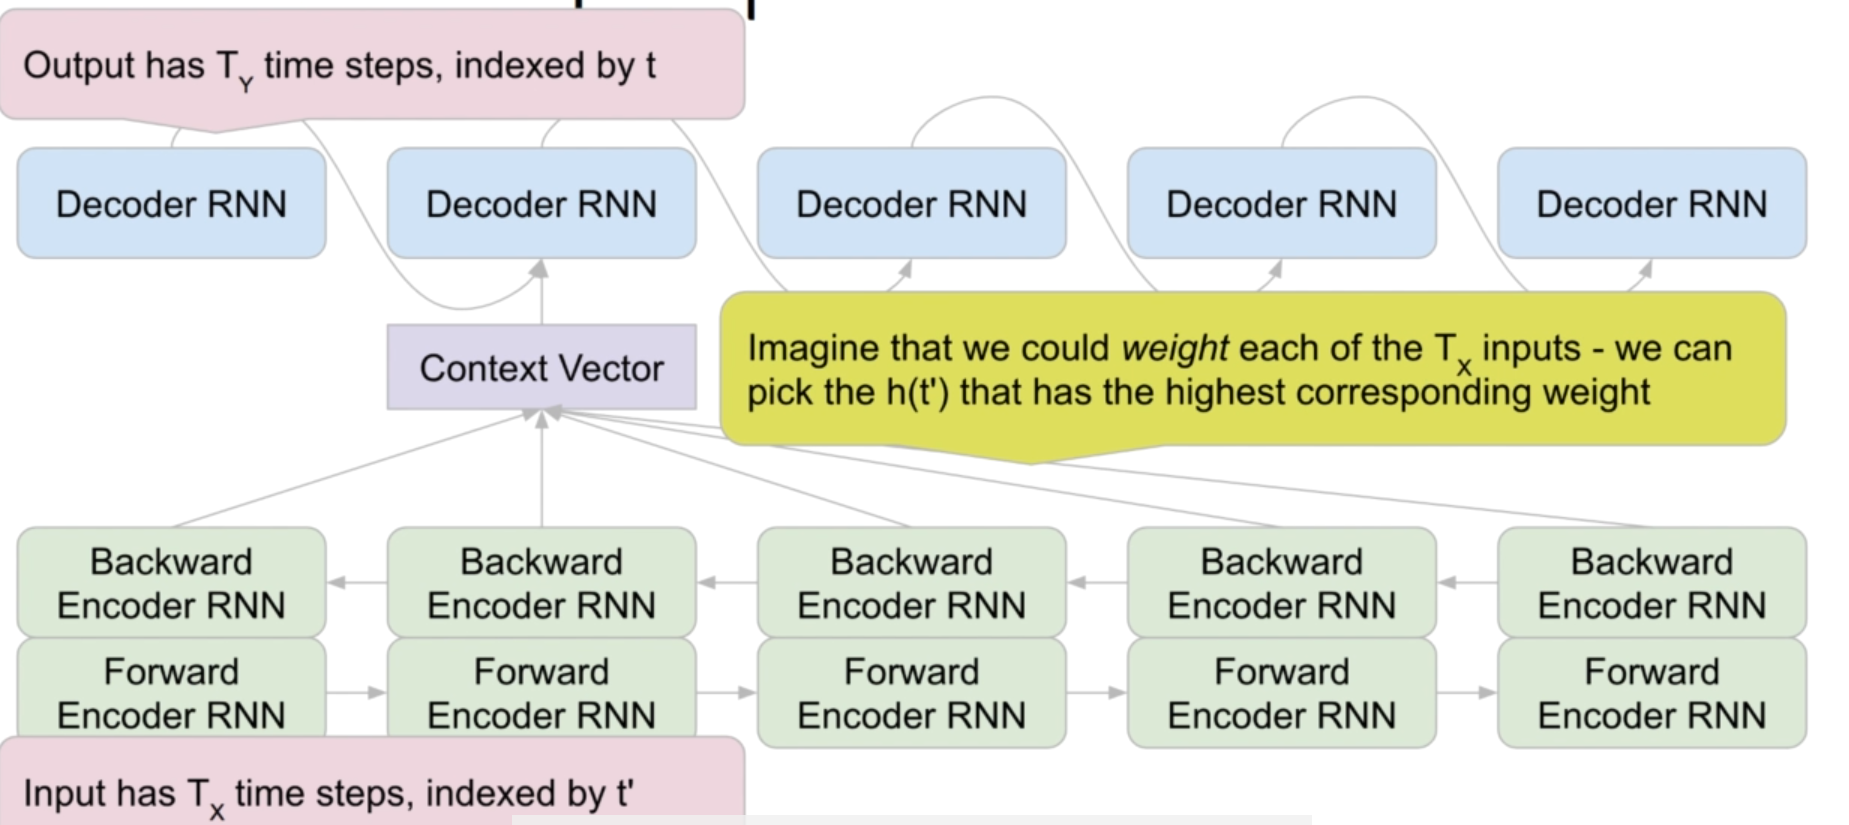 Output has T_Y time steps, indexed by t
Decoder RNN
Decoder RNN
Decoder RNN
Decoder RNN
Decoder RNN
Context Vector
Imagine that we could weight each of the T_X inputs - we can
pick the h(t') that has the highest corresponding weight
Backward
Encoder RNN
Backward
Encoder RNN
Backward
Encoder RNN
Backward
Encoder RNN
Backward
Encoder RNN
Forward
Encoder RNN
Forward
Encoder RNN
Forward
Encoder RNN
Forward
Encoder RNN
Forward
Encoder RNN
Input has T_X time steps, indexed by t'